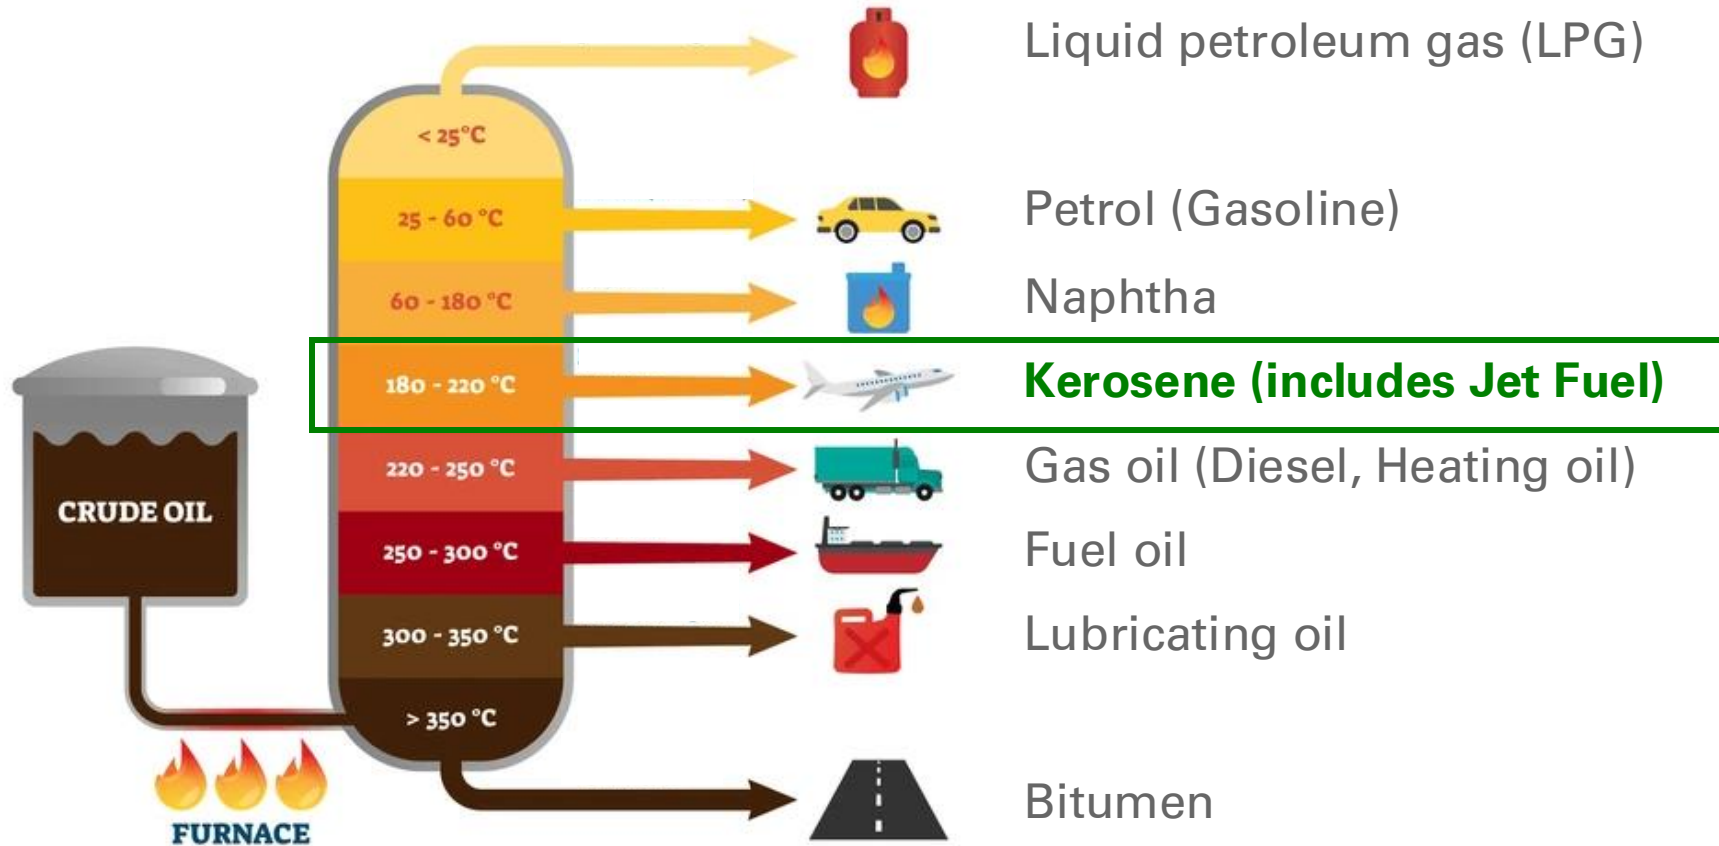 Liquid petroleum gas (LPG)
< 25°C
25 - 60 °C
Petrol (Gasoline)
60 - 180 °C
Naphtha
180 - 220 °C
Kerosene (includes Jet Fuel)
220 - 250 °C
Gas oil (Diesel, Heating oil)
CRUDE OIL
250 - 300 °C
Fuel oil
300 - 350 °C
Lubricating oil
> 350 °C
Bitumen
FURNACE